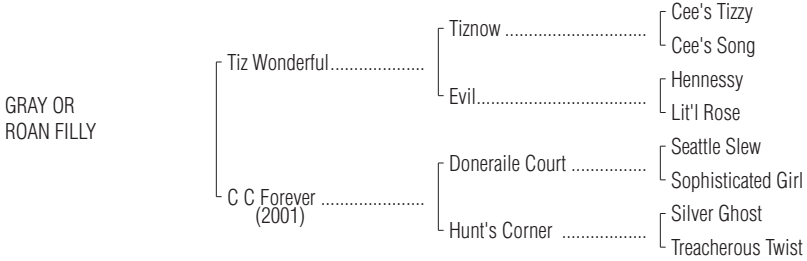 GRAY OR
ROAN FILLY
Tiz Wonderful....................
C C Forever ......................
(2001)
Tiznow ..............................
Evil....................................
Doneraile Court ................
Hunt's Corner ..................
Cee's Tizzy
Cee's Song
Hennessy
Lit'l Rose
Seattle Slew
Sophisticated Girl
Silver Ghost
Treacherous Twist